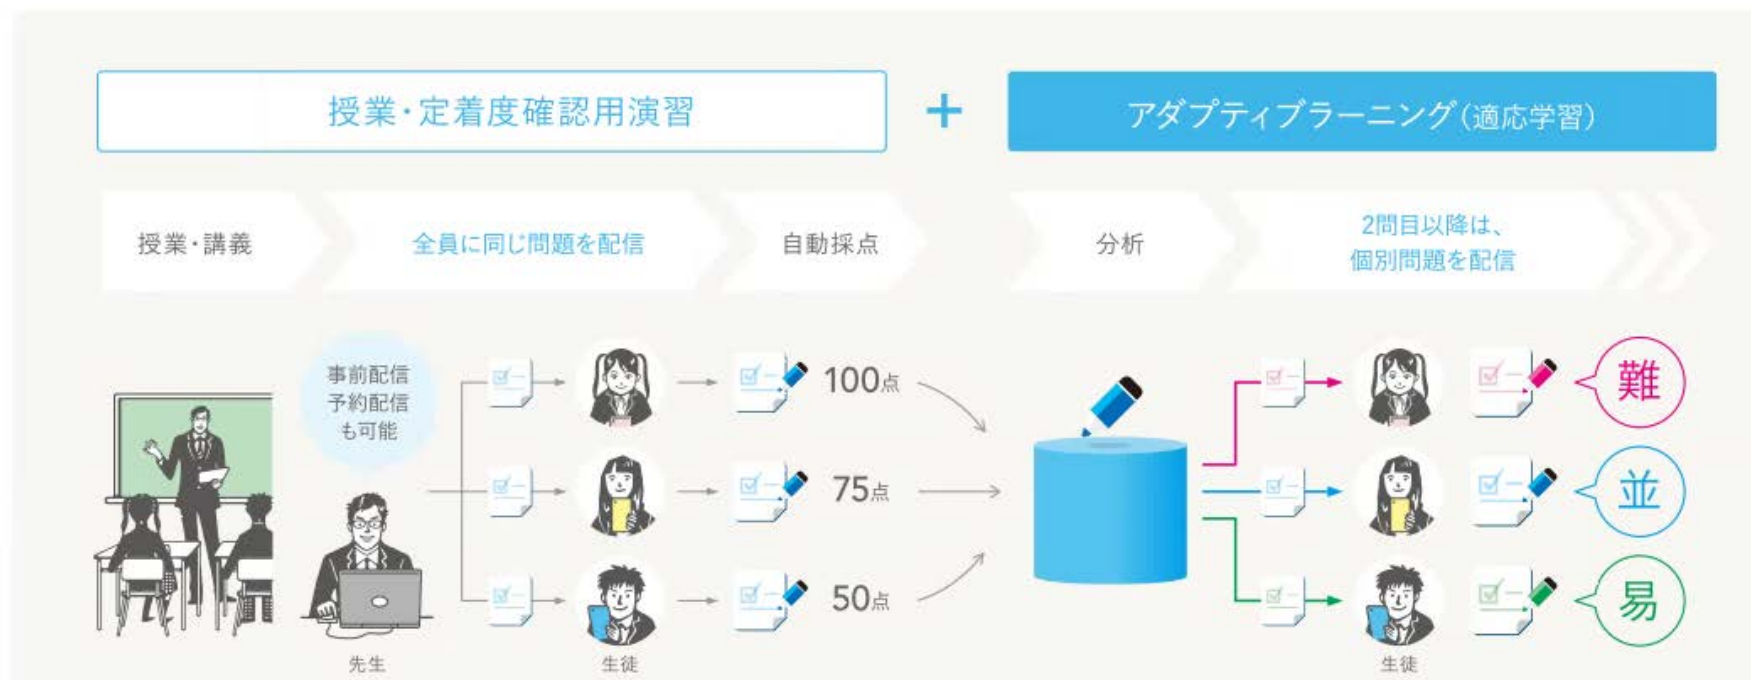 授業・定着度確認用演習
+
アダプティブラーニング(適応学習)
授業・講義
全員に同じ問題を配信
自動採点
分析
2問目以降は、
個別問題を配信
事前配信
予約配信
も可能
100点
75点
50点
難
並
易
先生
生徒
生徒